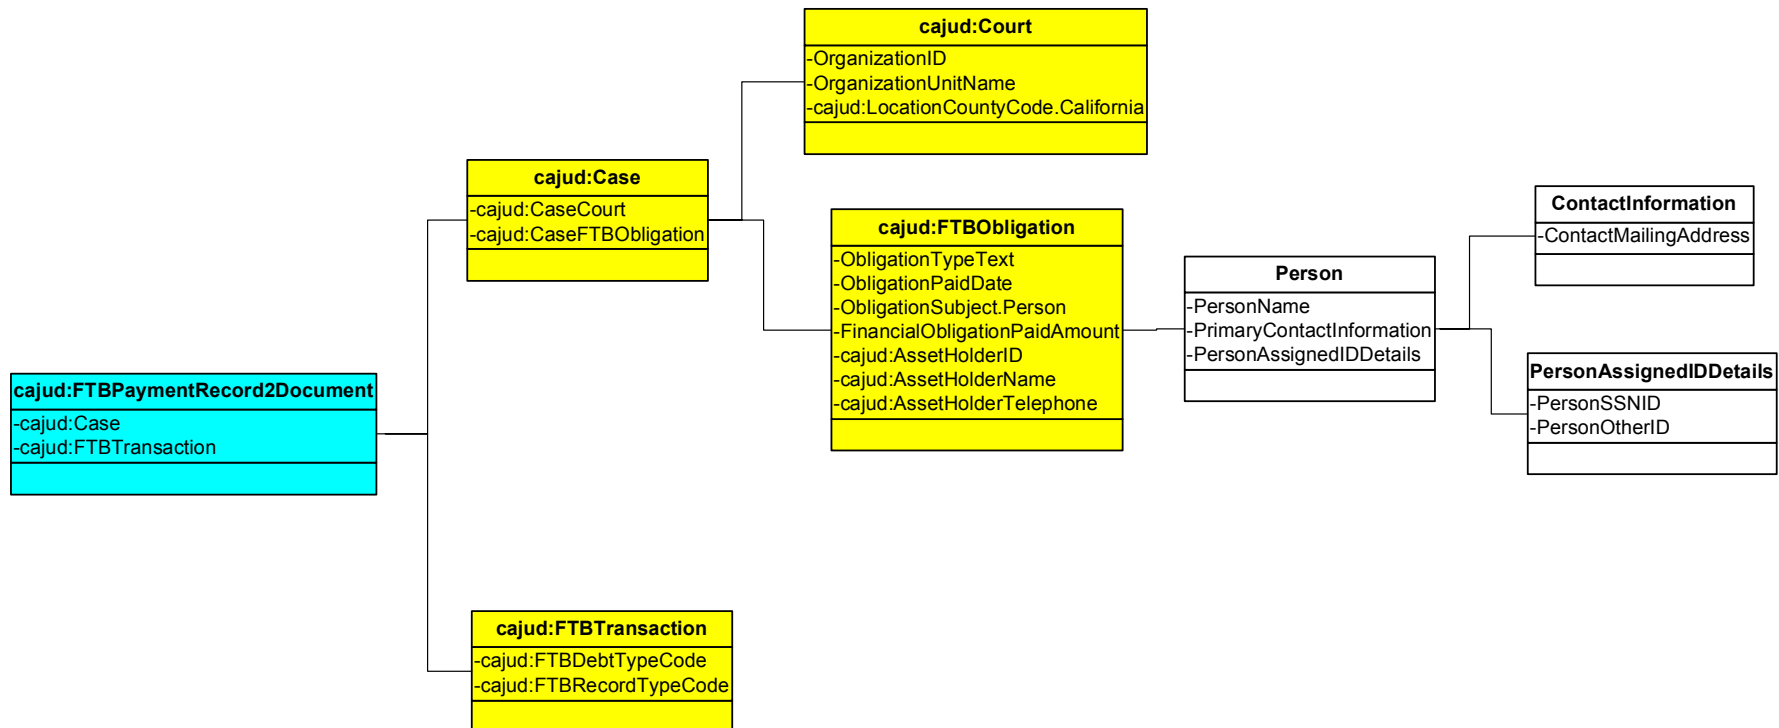 cajud:Court
-OrganizationID
-OrganizationUnitName
-cajud:LocationCountyCode.California
cajud:Case
-cajud:CaseCourt
-cajud:CaseFTBObligation
cajud:FTBObligation
-ObligationTypeText
-ObligationPaidDate
-ObligationSubject.Person
-FinancialObligationPaidAmount
-cajud:AssetHolderID
-cajud:AssetHolderName
-cajud:AssetHolderTelephone
Person
-PersonName
-PrimaryContactInformation
-PersonAssignedIDDetails
ContactInformation
-ContactMailingAddress
PersonAssignedIDDetails
-PersonSSNID
-PersonOtherID
cajud:FTBPaymentRecord2Document
-cajud:Case
-cajud:FTBTransaction
cajud:FTBTransaction
-cajud:FTBDebtTypeCode
-cajud:FTBRecordTypeCode